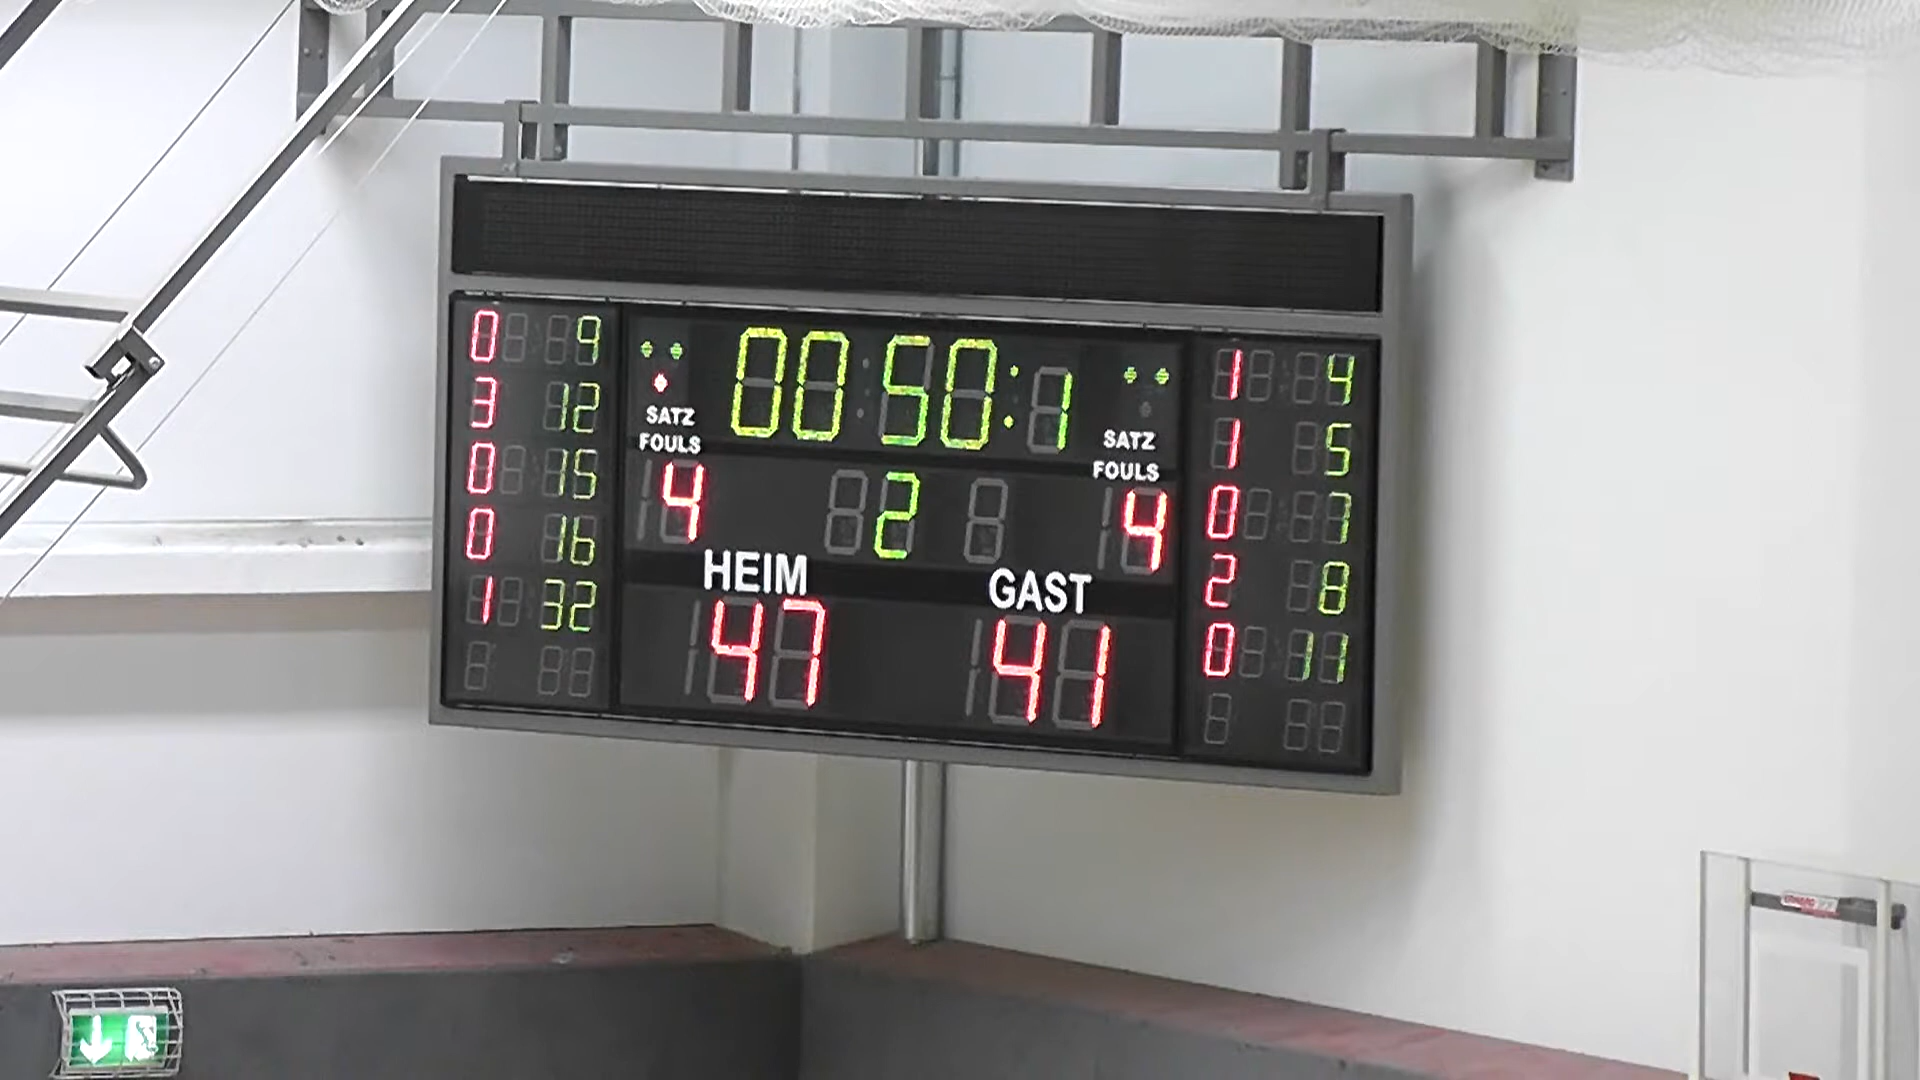 0 9
3 12
0 15
0 16
1 32
00:50:1
SATZ
FOULS
4
2
SATZ
FOULS
4
HEIM
GAST
47
41
1 4
1 5
0 7
2 8
0 11